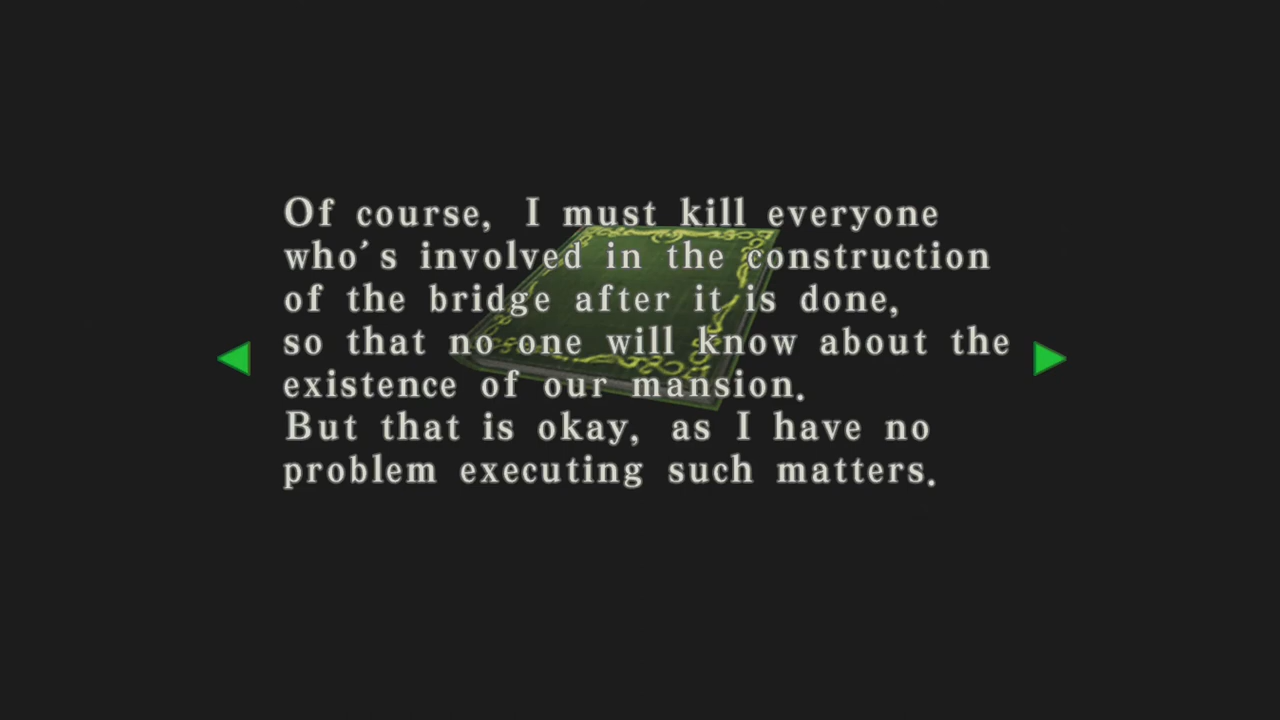 Of course, I must kill everyone
who's involved in the construction
of the bridge after it is done,
so that no one will know about the
existence of our mansion.
But that is okay, as I have no
problem executing such matters.